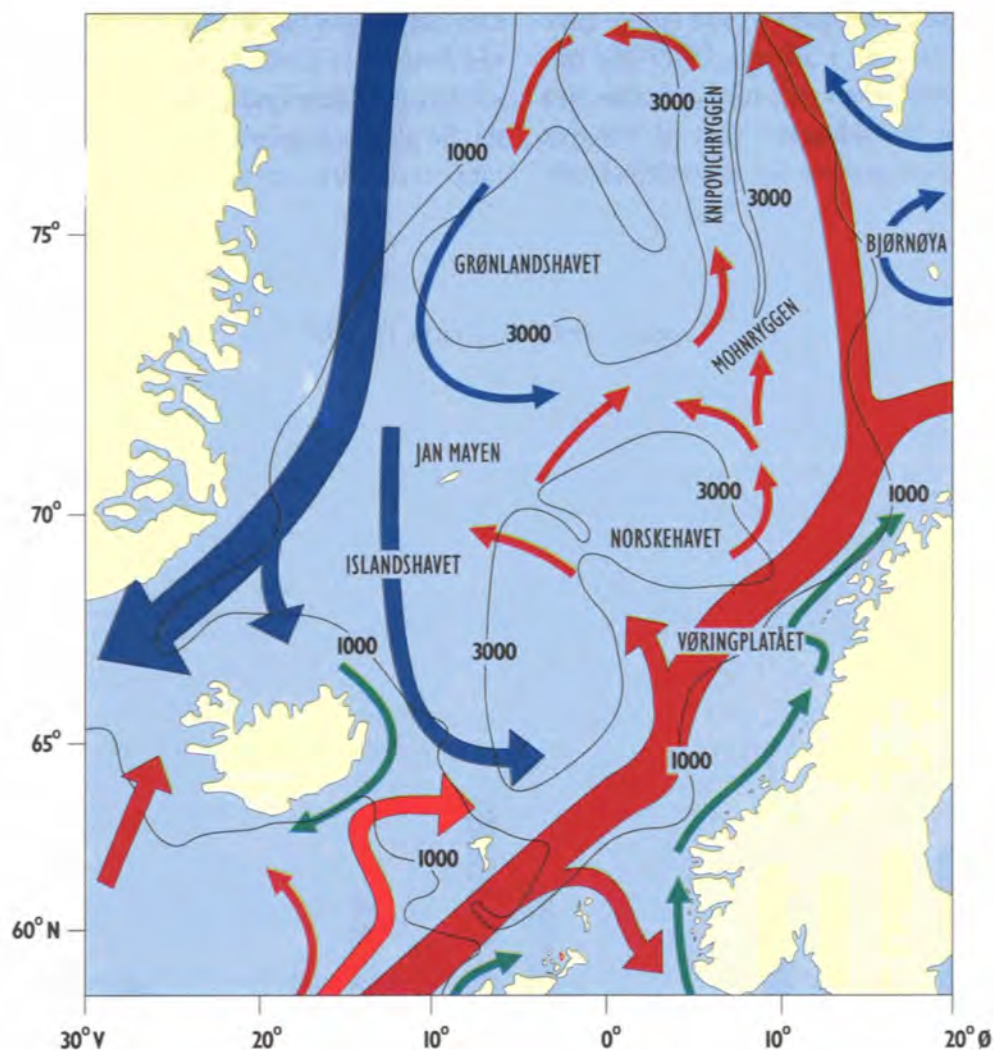 3000
1000
KNIPOVICHRYGGEN
3000
75°
BJØRNØYA
GRØNLANDSHAVET
3000
MOHNRYGGEN
JAN MAYEN
3000
1000
70°
NORSKEHAVET
ISLANDSHAVET
1000
3000
VØRINGPLATÅET
65°
1000
1000
60° N
30° V
20°
10°
0°
10°
20° Ø